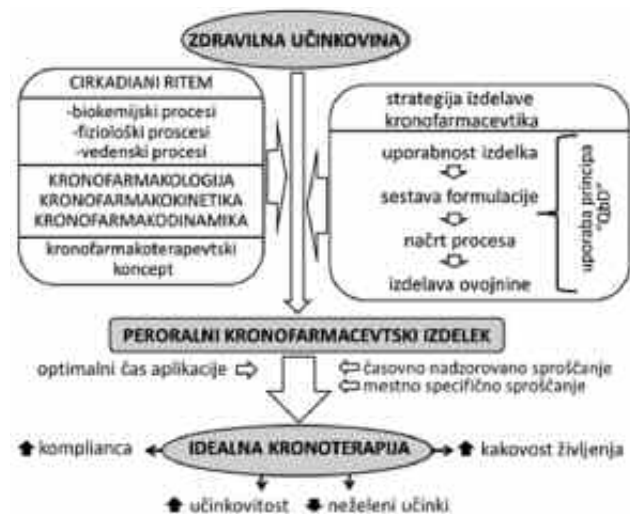 ZDRAVILNA UČINKOVINA
CIRKADIANI RITEM
-biokemijski procesi
-fiziološki proscesi
-vedenski procesi
KRONOFARMAKOLOGIJA
KRONOFARMAKOKINETIKA
KRONOFARMAKODINAMIKA
kronofarmakoterapevtski
koncept
strategija izdelave
kronofarmacevtika
uporabnost izdelka
sestava formulacije
načrt procesa
izdelava ovojnine
uporaba principa
"QbD"
PERORALNI KRONOFARMACEVTSKI IZDELEK
optimalni čas aplikacije
časovno nadzorovano sproščanje
mestno specifično sproščanje
IDEALNA KRONOTERAPIJA
komplianca
kakovost življenja
učinkovitost
neželeni učinki